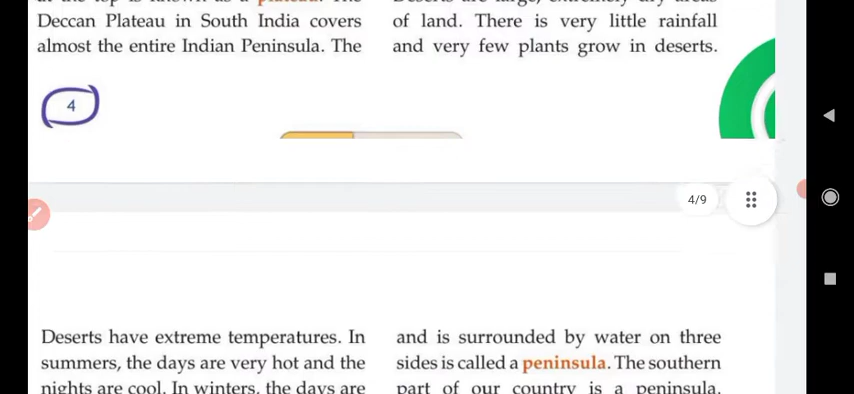 plateau. The
Deccan Plateau in South India covers
almost the entire Indian Peninsula. The
of land. There is very little rainfall
and very few plants grow in deserts.
4
4/9
Deserts have extreme temperatures. In
summers, the days are very hot and the
nights are cool. In winters, the days are
and is surrounded by water on three
sides is called a peninsula. The southern
part of our country is a peninsula.